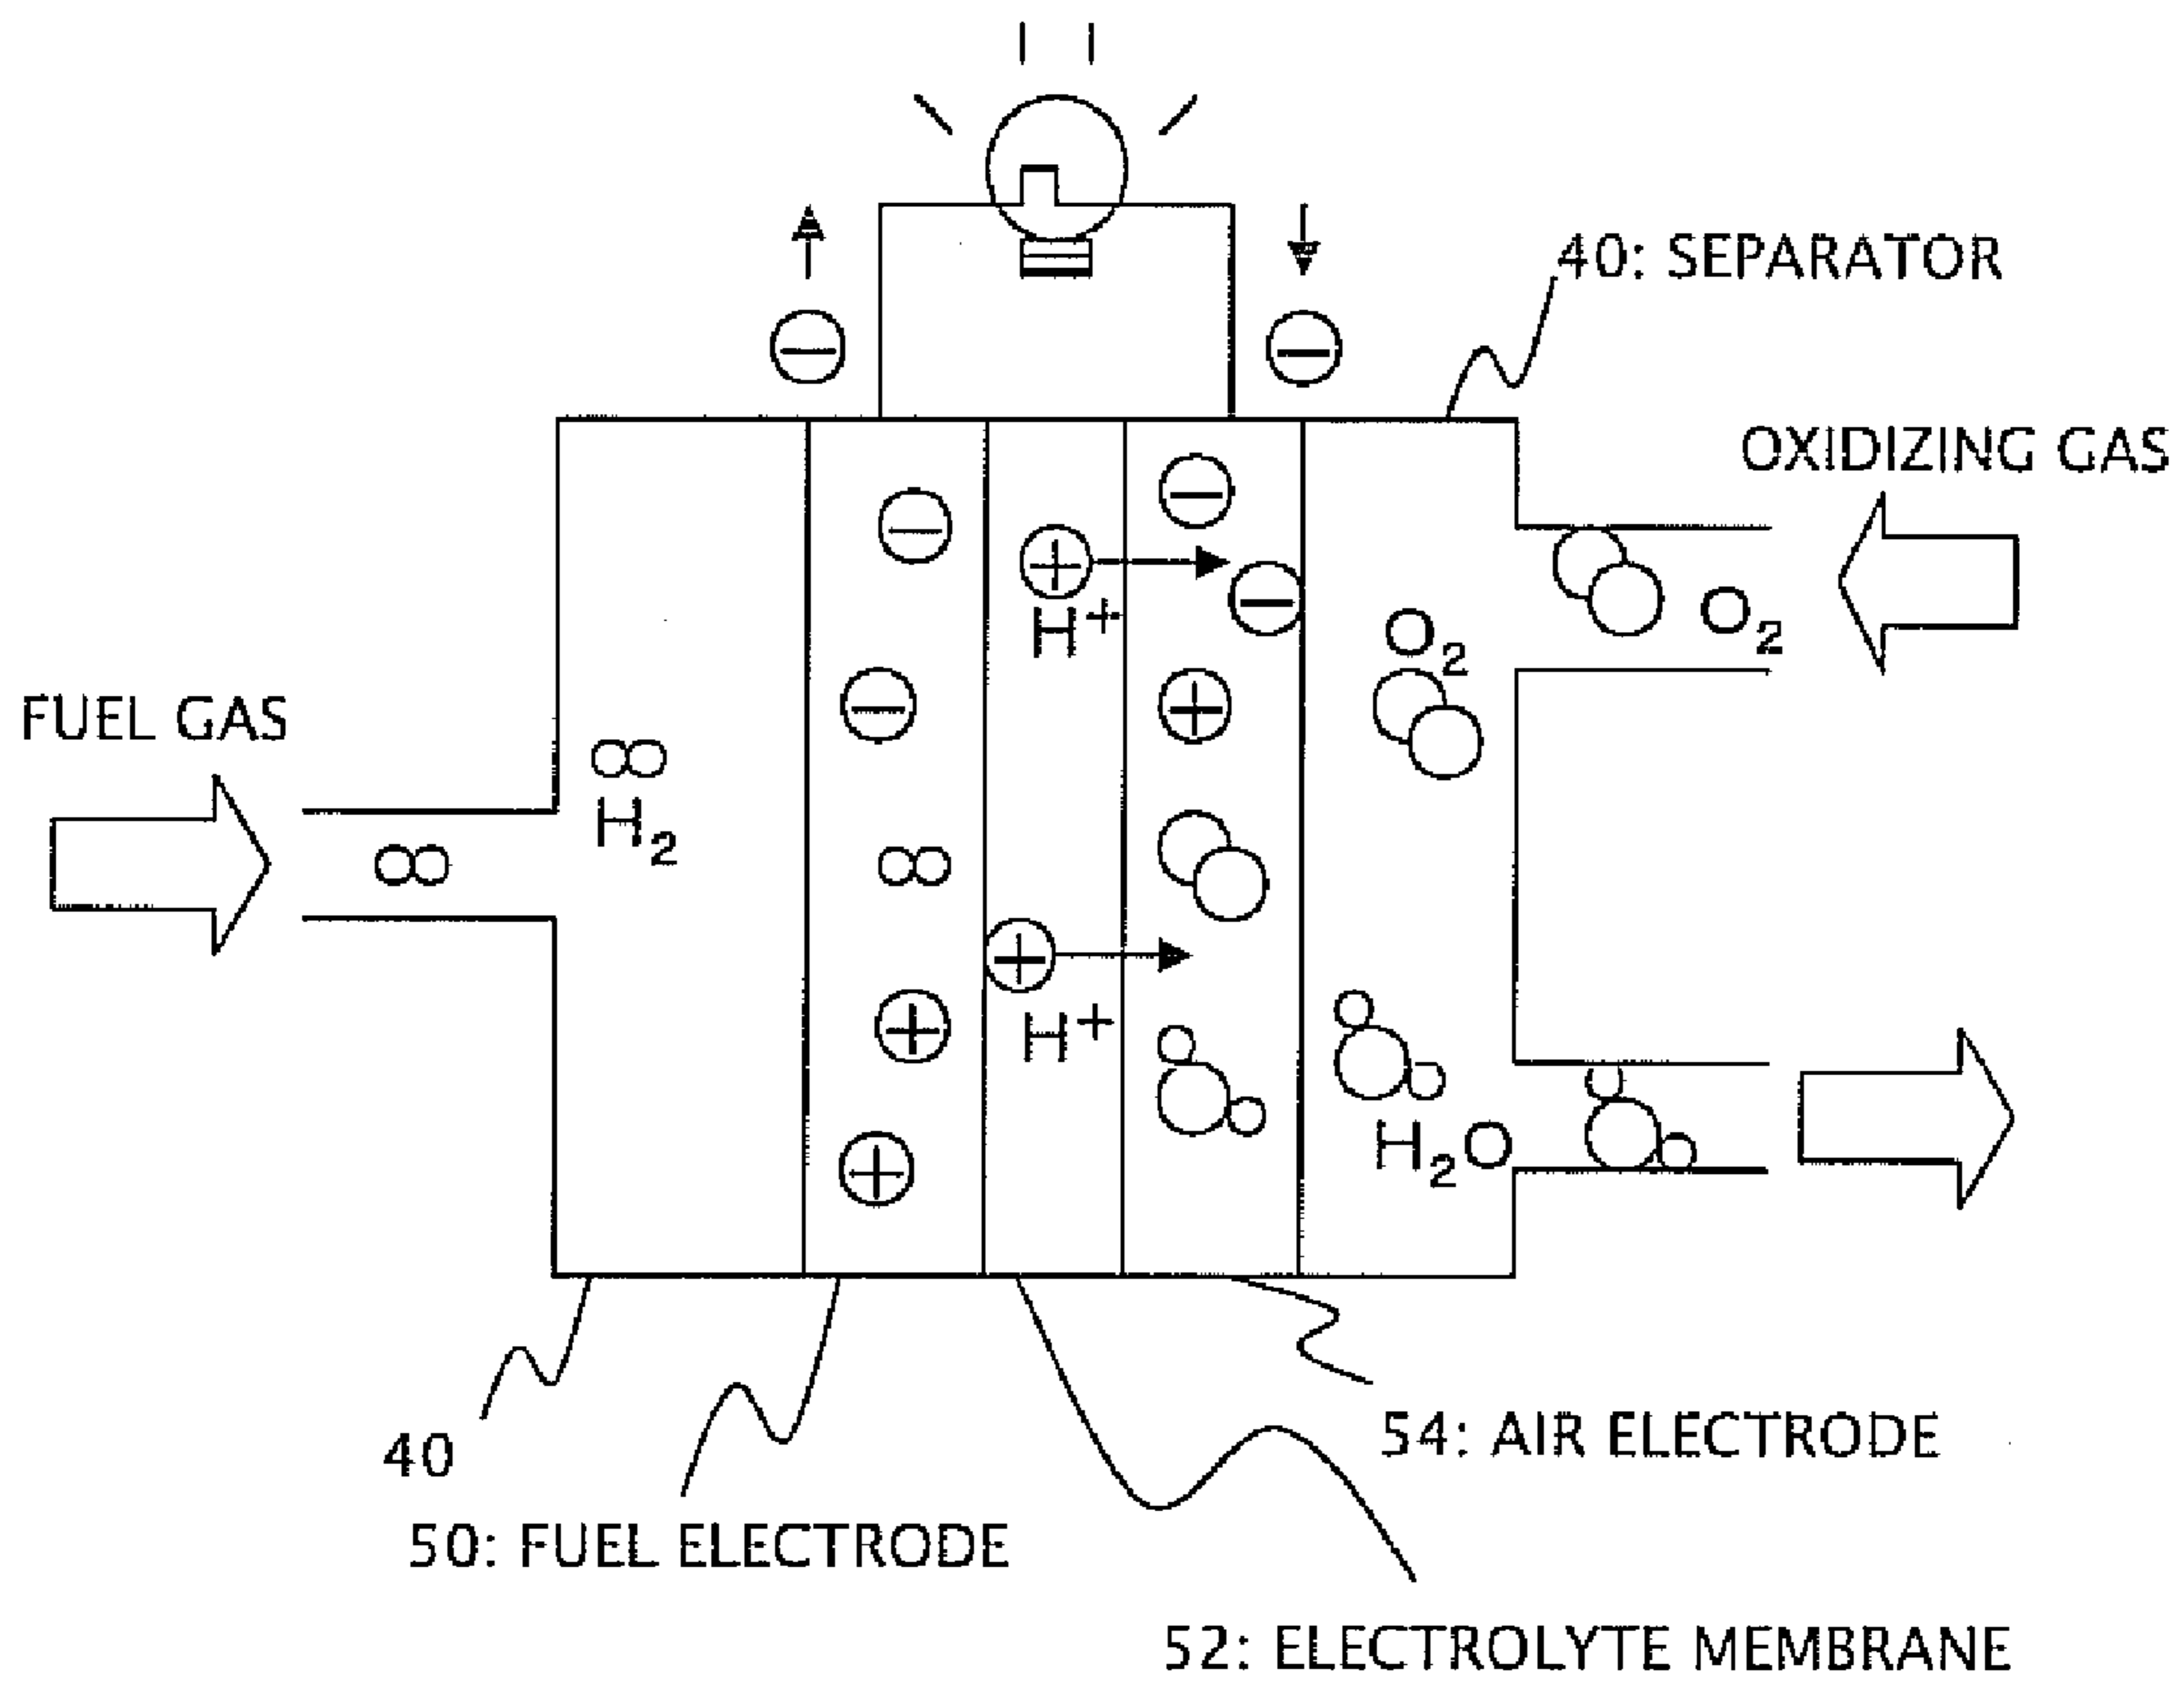 40: SEPARATOR
OXIDIZING GAS
H⁺
O₂
O₂
FUEL GAS
H₂
H⁺
H₂O
40
54: AIR ELECTRODE
50: FUEL ELECTRODE
52: ELECTROLYTE MEMBRANE